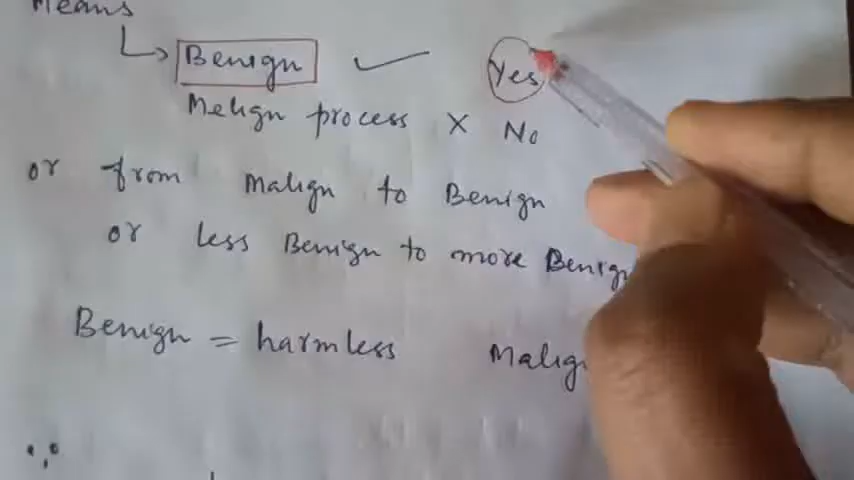 Means
Benign Yes
Melign process X No
or from Malign to Benign
or less Benign to more Benign
Benign = harmless Malign